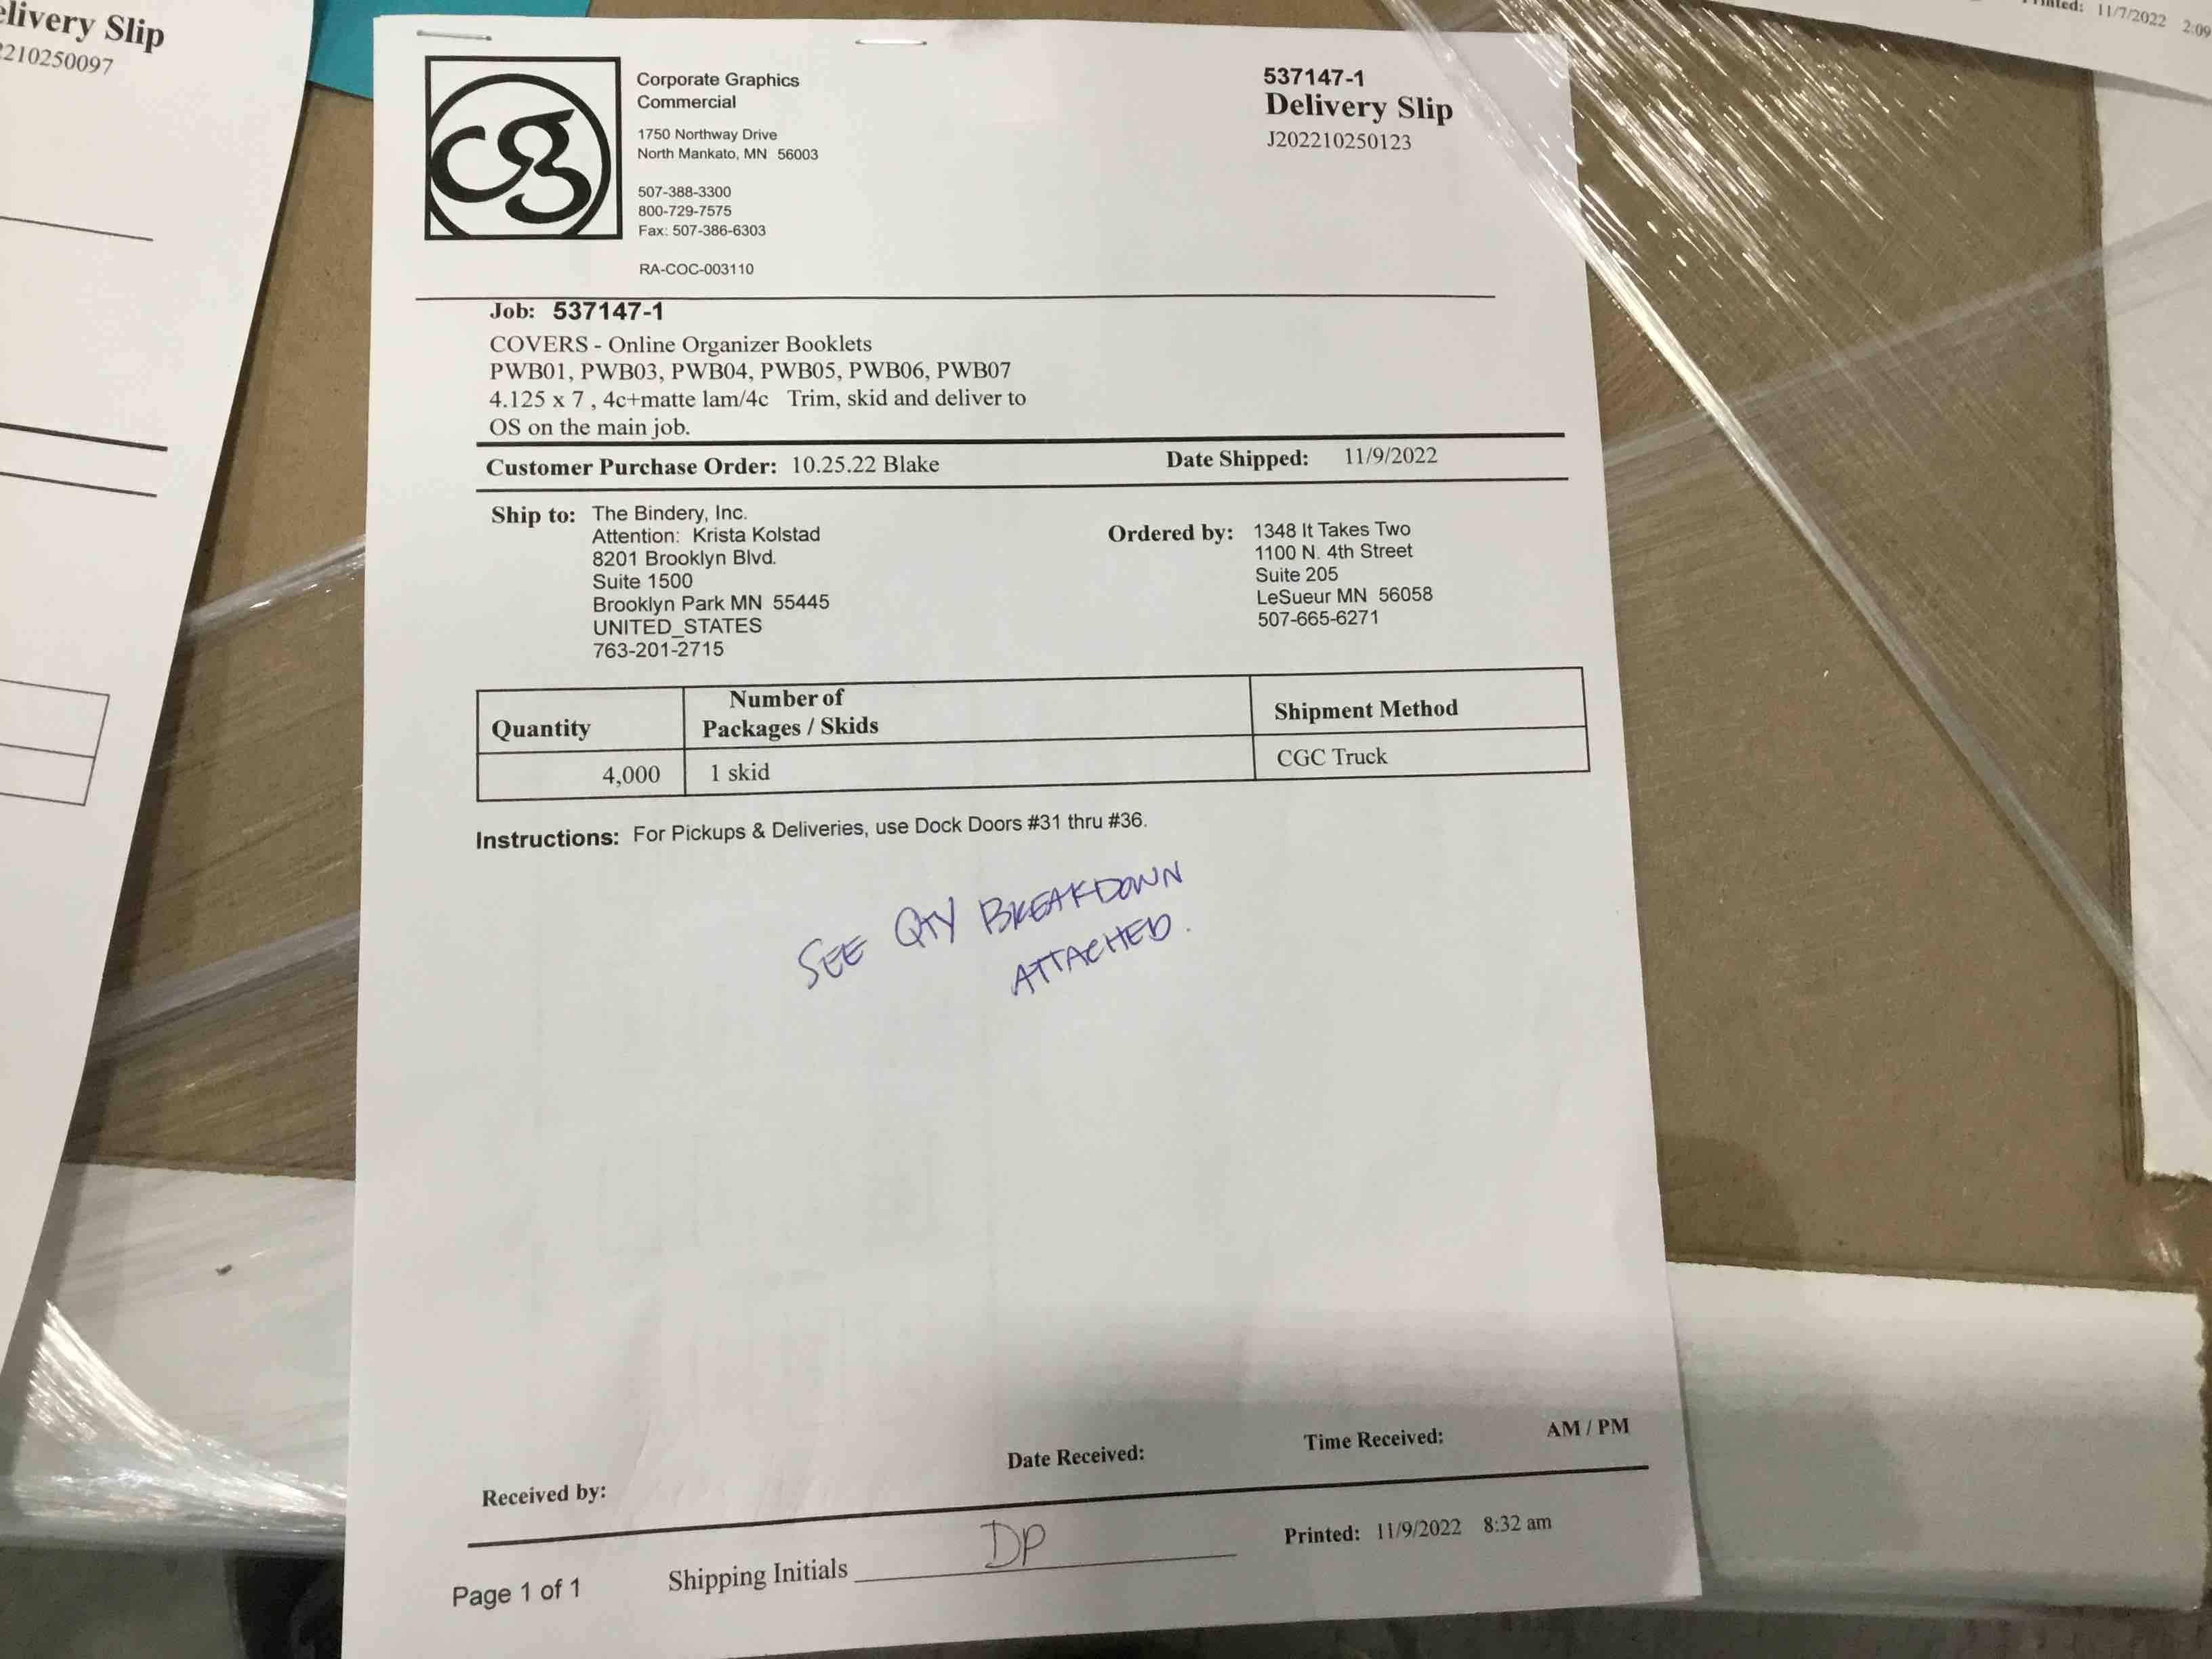 elivery Slip
2210250097
Printed: 11/7/2022 2:09
cg
Corporate Graphics
Commercial
1750 Northway Drive
North Mankato, MN 56003
507-388-3300
800-729-7575
Fax: 507-386-6303
RA-COC-003110
537147-1
Delivery Slip
J202210250123
Job: 537147-1
COVERS - Online Organizer Booklets
PWB01, PWB03, PWB04, PWB05, PWB06, PWB07
4.125 x 7 , 4c+matte lam/4c Trim, skid and deliver to
OS on the main job.
Customer Purchase Order: 10.25.22 Blake
Date Shipped: 11/9/2022
Ship to: The Bindery, Inc.
Attention: Krista Kolstad
8201 Brooklyn Blvd.
Suite 1500
Brooklyn Park MN 55445
UNITED_STATES
763-201-2715
Ordered by: 1348 It Takes Two
1100 N. 4th Street
Suite 205
LeSueur MN 56058
507-665-6271
Quantity
Number of
Packages / Skids
Shipment Method
4,000
1 skid
CGC Truck
Instructions: For Pickups & Deliveries, use Dock Doors #31 thru #36.
SEE QTY BREAKDOWN
ATTACHED.
Received by:
Date Received:
Time Received:
AM / PM
Page 1 of 1
Shipping Initials DP
Printed: 11/9/2022 8:32 am